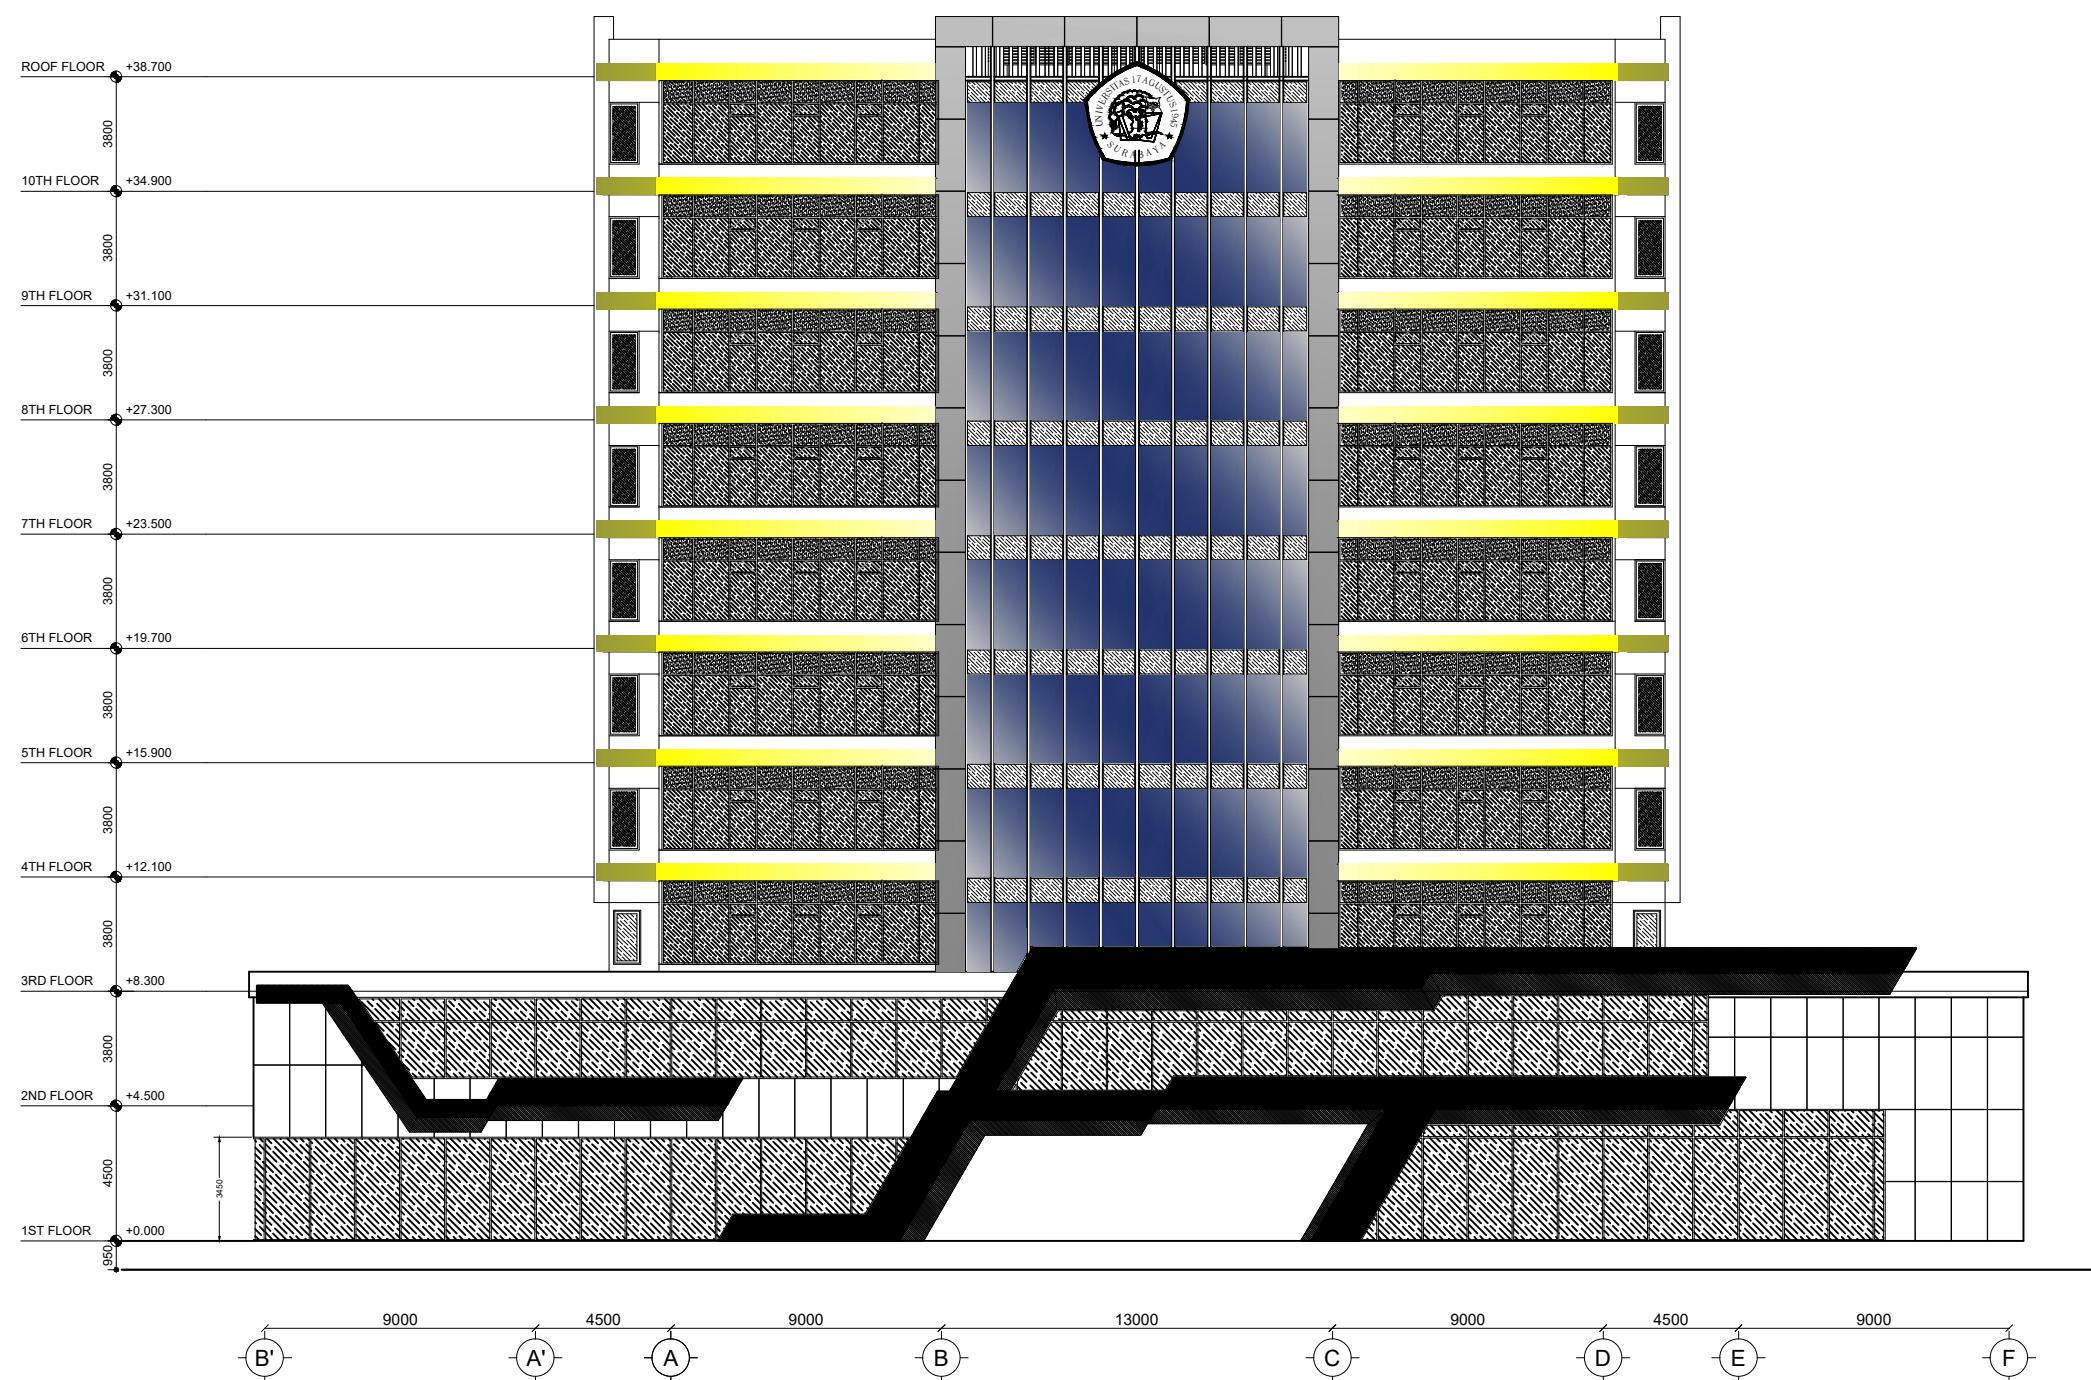 ROOF FLOOR +38.700
3800
UNIVERSITAS 17 AGUSTUS 1945
SURABAYA
10TH FLOOR +34.900
3800
9TH FLOOR +31.100
3800
8TH FLOOR +27.300
3800
7TH FLOOR +23.500
3800
6TH FLOOR +19.700
3800
5TH FLOOR +15.900
3800
4TH FLOOR +12.100
3800
3RD FLOOR +8.300
3800
2ND FLOOR +4.500
4500
3450
1ST FLOOR +0.000
950
9000 4500 9000 13000 9000 4500 9000
B' A' A B C D E F